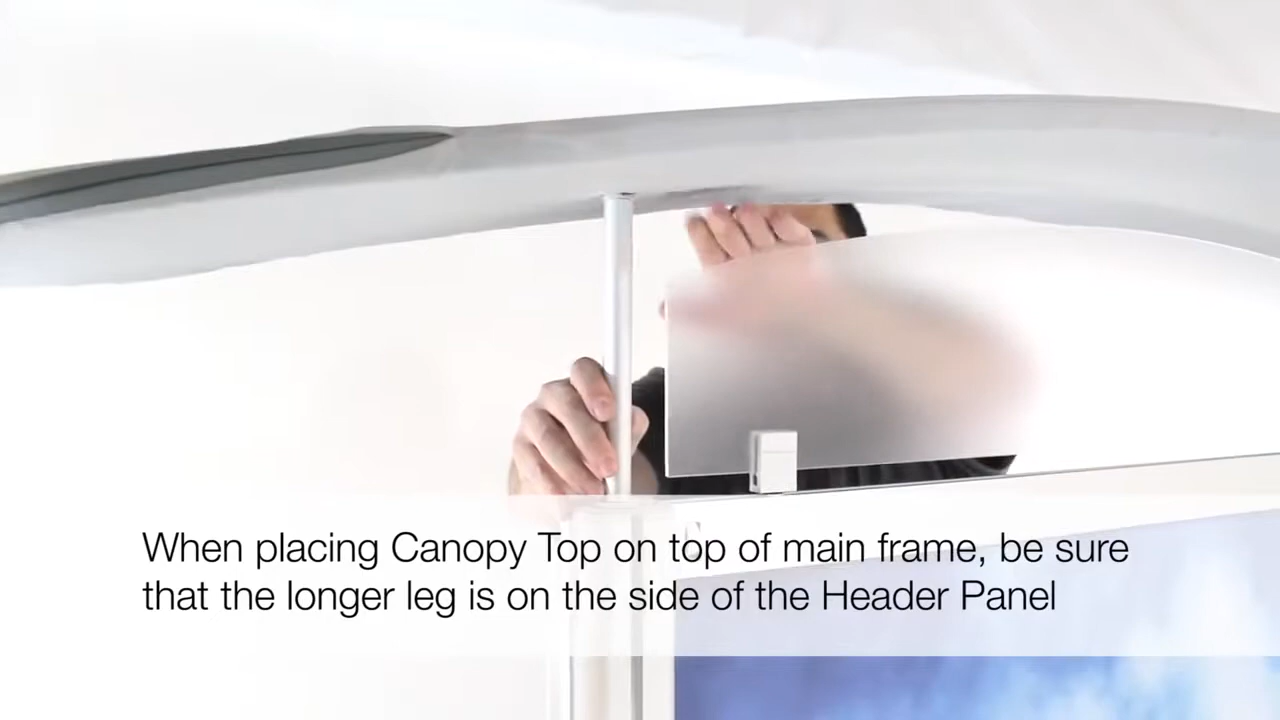 When placing Canopy Top on top of main frame, be sure
that the longer leg is on the side of the Header Panel